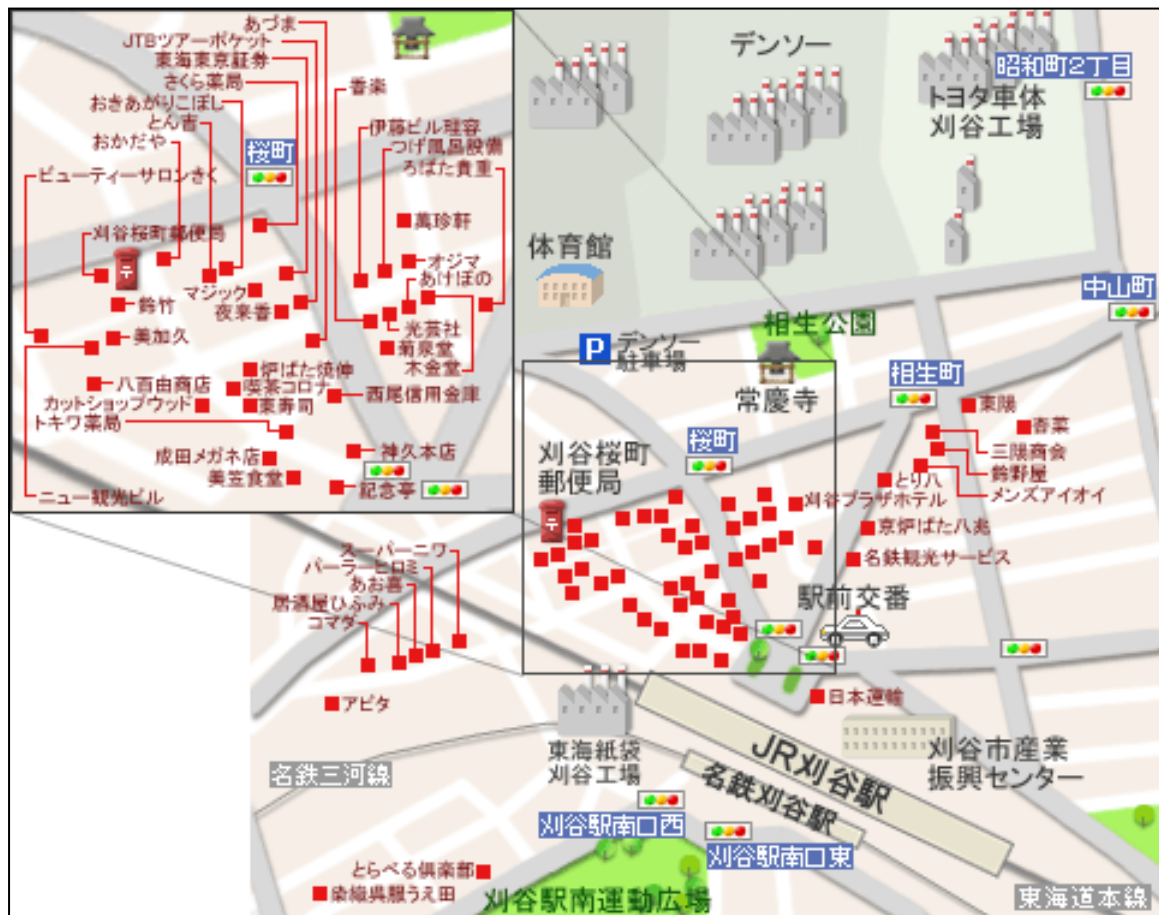 あづま
JTBツアーポケット
東海東京証券
さくら薬局
おきあがりこぼし
とん吉
おかだや
ビューティーサロンきく
桜町
香楽
伊藤ビル理容
つげ風呂設備
ろばた貴重
萬珍軒
刈谷桜町郵便局
オジマ
あけぼの
マジック
夜来香
鈴竹
美加久
光芸社
菊泉堂
木金堂
八百由商店
カットショップウッド
トキワ薬局
炉ばた焼伸
喫茶コロナ
東寿司
西尾信用金庫
成田メガネ店
美笠食堂
神久本店
記念亭
ニュー観光ビル
デンソー
昭和町2丁目
トヨタ車体
刈谷工場
体育館
中山町
相生公園
P
デンソー
駐車場
常慶寺
相生町
東陽
香菜
三陽商会
鈴野屋
メンズアイオイ
とり八
刈谷プラザホテル
京炉ばた八兆
名鉄観光サービス
桜町
刈谷桜町
郵便局
駅前交番
スーパーニワ
パーラーヒロミ
あお喜
居酒屋ひふみ
コマダ
アピタ
日本運輸
東海紙袋
刈谷工場
JR刈谷駅
名鉄刈谷駅
刈谷市産業
振興センター
名鉄三河線
刈谷駅南口西
刈谷駅南口東
とらべる倶楽部
染織呉服うえ田
刈谷駅南運動広場
東海道本線